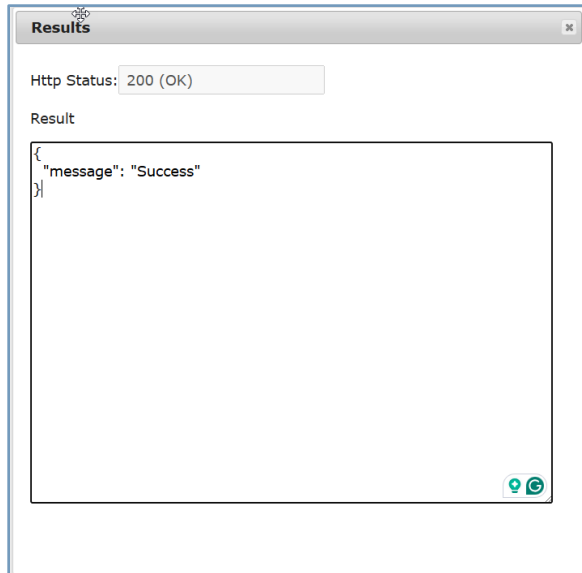 Results
Http Status: 200 (OK)
Result
{
"message": "Success"
}